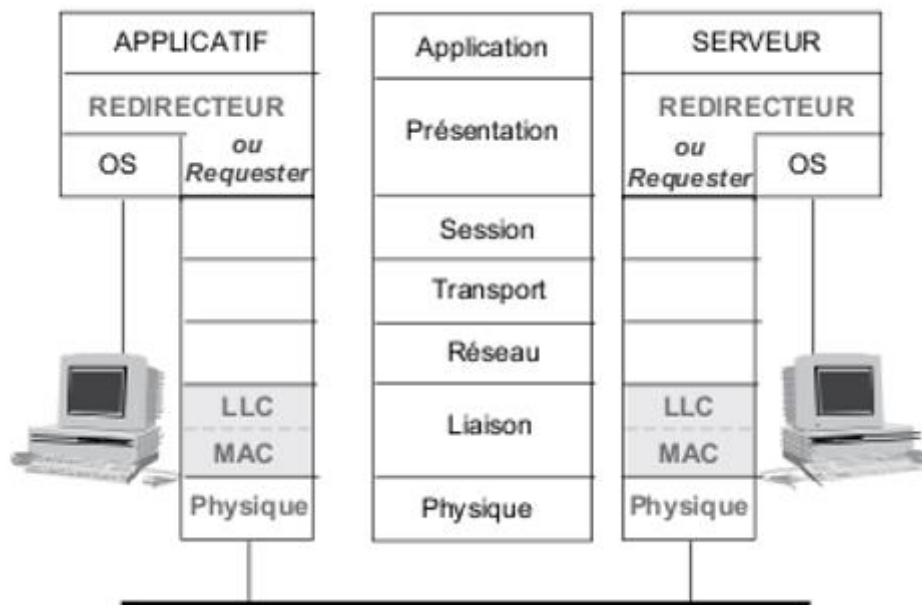 APPLICATIF
REDIRECTEUR
OS
ou
Requester
LLC
MAC
Physique
Application
Présentation
Session
Transport
Réseau
Liaison
Physique
SERVEUR
REDIRECTEUR
ou
Requester
OS
LLC
MAC
Physique